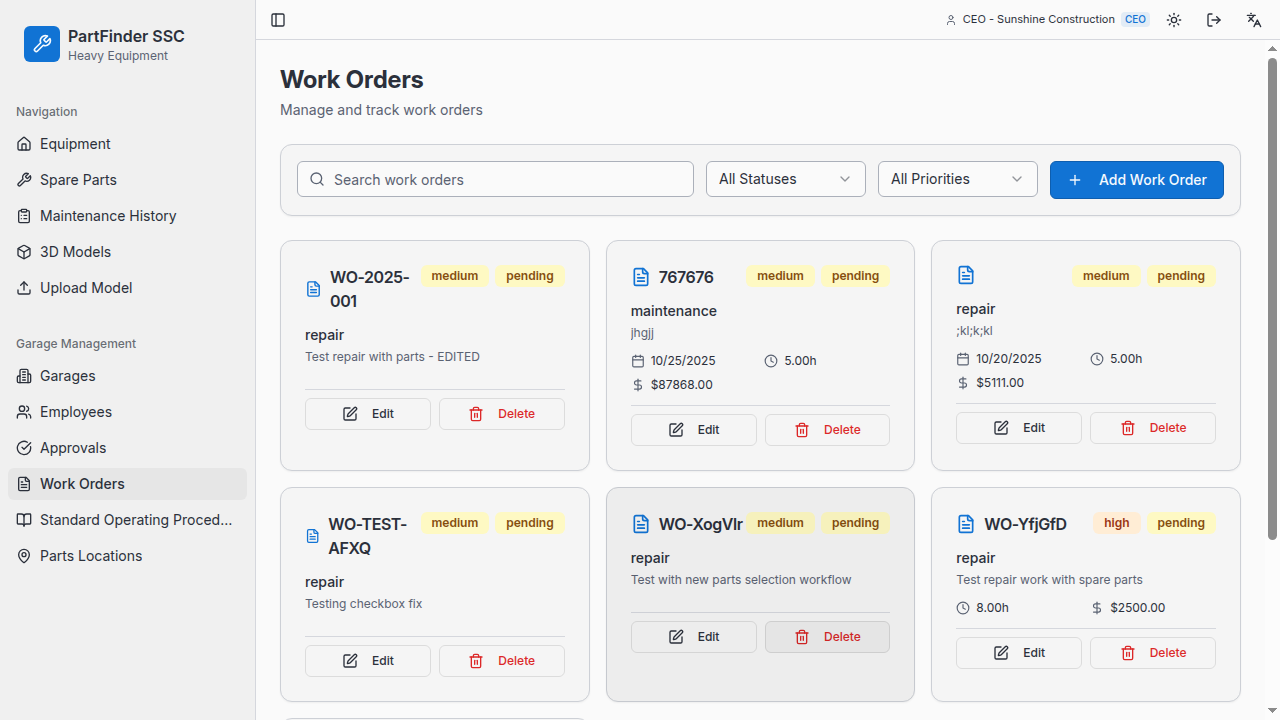 PartFinder SSC
Heavy Equipment
Navigation
Equipment
Spare Parts
Maintenance History
3D Models
Upload Model
Garage Management
Garages
Employees
Approvals
Work Orders
Standard Operating Proced...
Parts Locations
CEO - Sunshine Construction CEO
Work Orders
Manage and track work orders
Search work orders
All Statuses
All Priorities
Add Work Order
WO-2025-
001
medium pending
repair
Test repair with parts - EDITED
Edit Delete
767676 medium pending
maintenance
jhgjj
10/25/2025 5.00h
$87868.00
Edit Delete
medium pending
repair
;kl;k;kl
10/20/2025 5.00h
$5111.00
Edit Delete
WO-TEST-
AFXQ
medium pending
repair
Testing checkbox fix
Edit Delete
WO-XogVIr medium pending
repair
Test with new parts selection workflow
Edit Delete
WO-YfjGfD high pending
repair
Test repair work with spare parts
8.00h $2500.00
Edit Delete